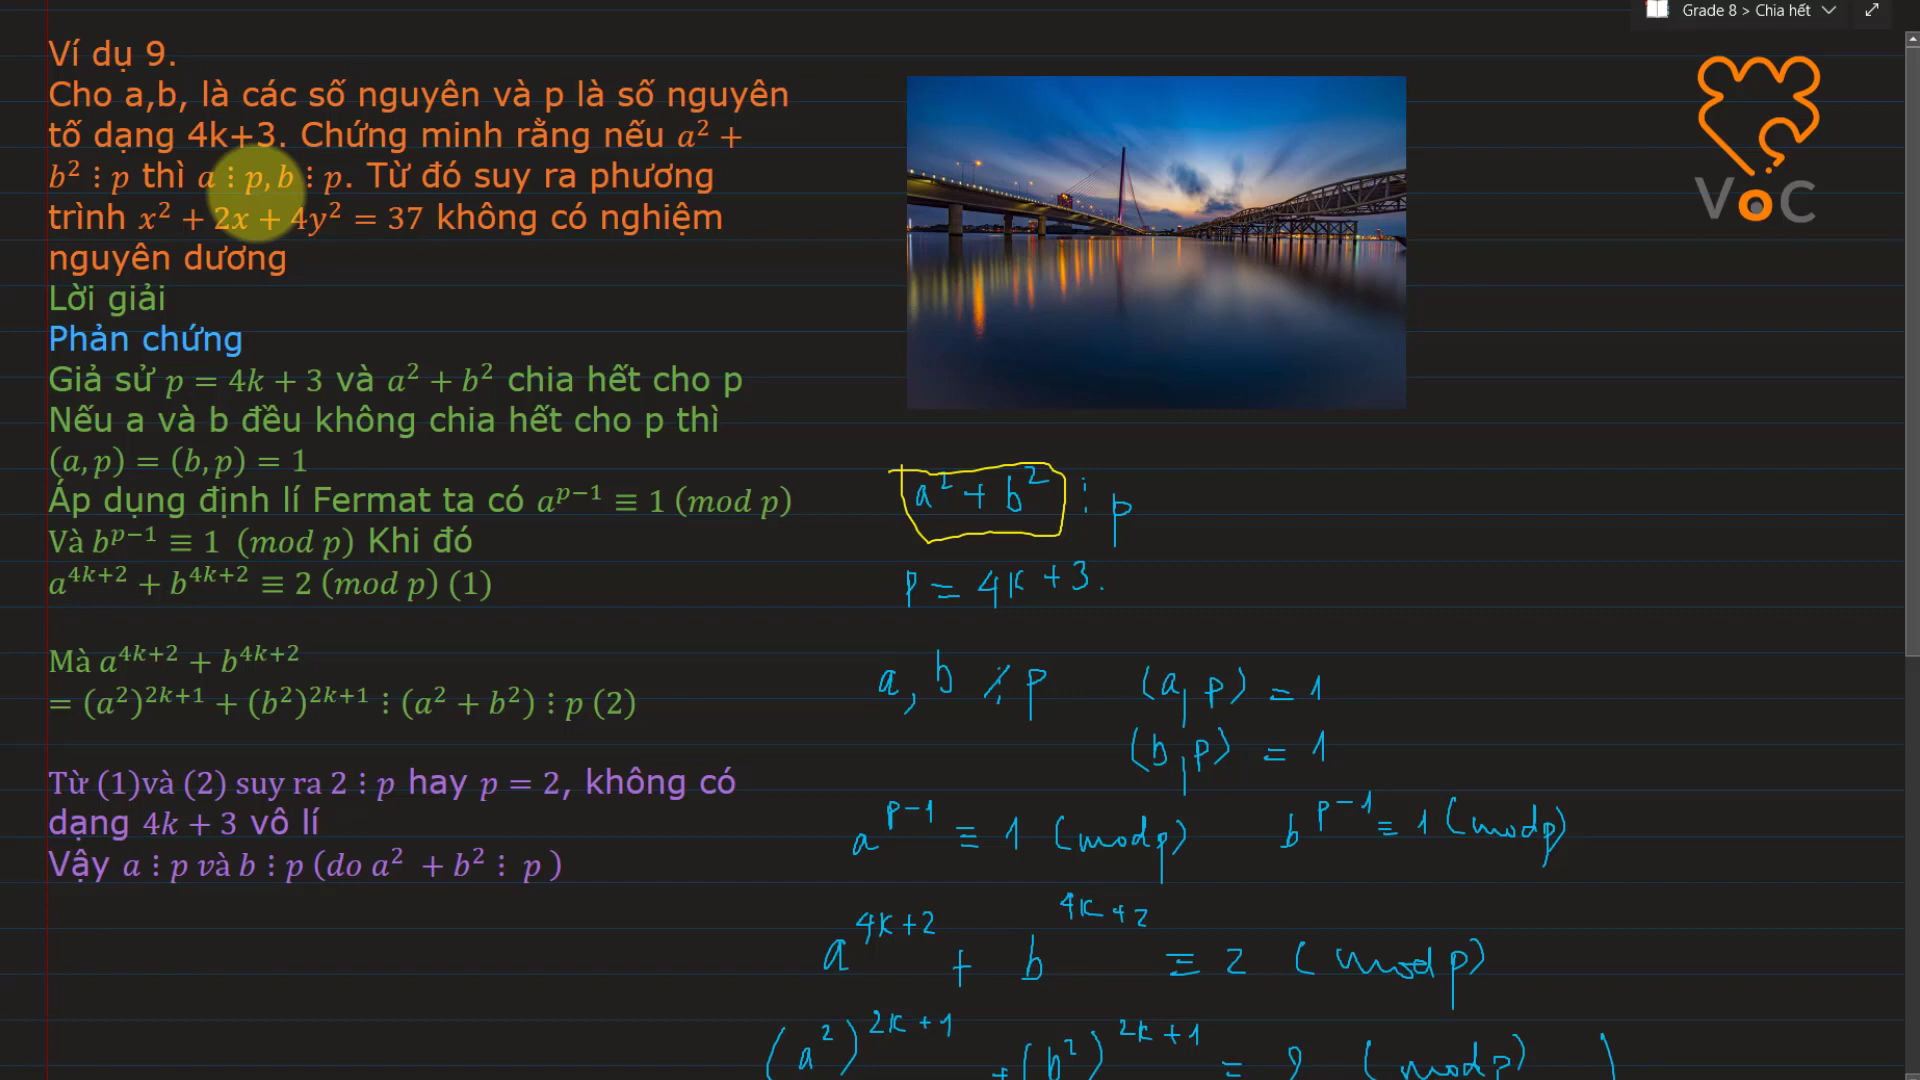 Grade 8 > Chia hết
Ví dụ 9.
Cho a,b, là các số nguyên và p là số nguyên
tố dạng 4k+3. Chứng minh rằng nếu a² +
b² ⋮ p thì a ⋮ p, b ⋮ p. Từ đó suy ra phương
trình x² + 2x + 4y² = 37 không có nghiệm
nguyên dương
Lời giải
Phản chứng
Giả sử p = 4k + 3 và a² + b² chia hết cho p
Nếu a và b đều không chia hết cho p thì
(a, p) = (b, p) = 1
Áp dụng định lí Fermat ta có a^{p−1} ≡ 1 (mod p)
Và b^{p−1} ≡ 1 (mod p) Khi đó
a^{4k+2} + b^{4k+2} ≡ 2 (mod p) (1)
Mà a^{4k+2} + b^{4k+2}
= (a²)^{2k+1} + (b²)^{2k+1} ⋮ (a² + b²) ⋮ p (2)
Từ (1)và (2) suy ra 2 ⋮ p hay p = 2, không có
dạng 4k + 3 vô lí
Vậy a ⋮ p và b ⋮ p (do a² + b² ⋮ p )
VOC
a² + b² ⋮ p
p = 4k + 3.
a, b ⋮̸ p (a, p) = 1
(b, p) = 1
a^{p-1} ≡ 1 (mod p) b^{p-1} ≡ 1 (mod p)
a^{4k+2} + b^{4k+2} ≡ 2 (mod p)
(a²)^{2k+1} + (b²)^{2k+1} ≡ 2 (mod p)